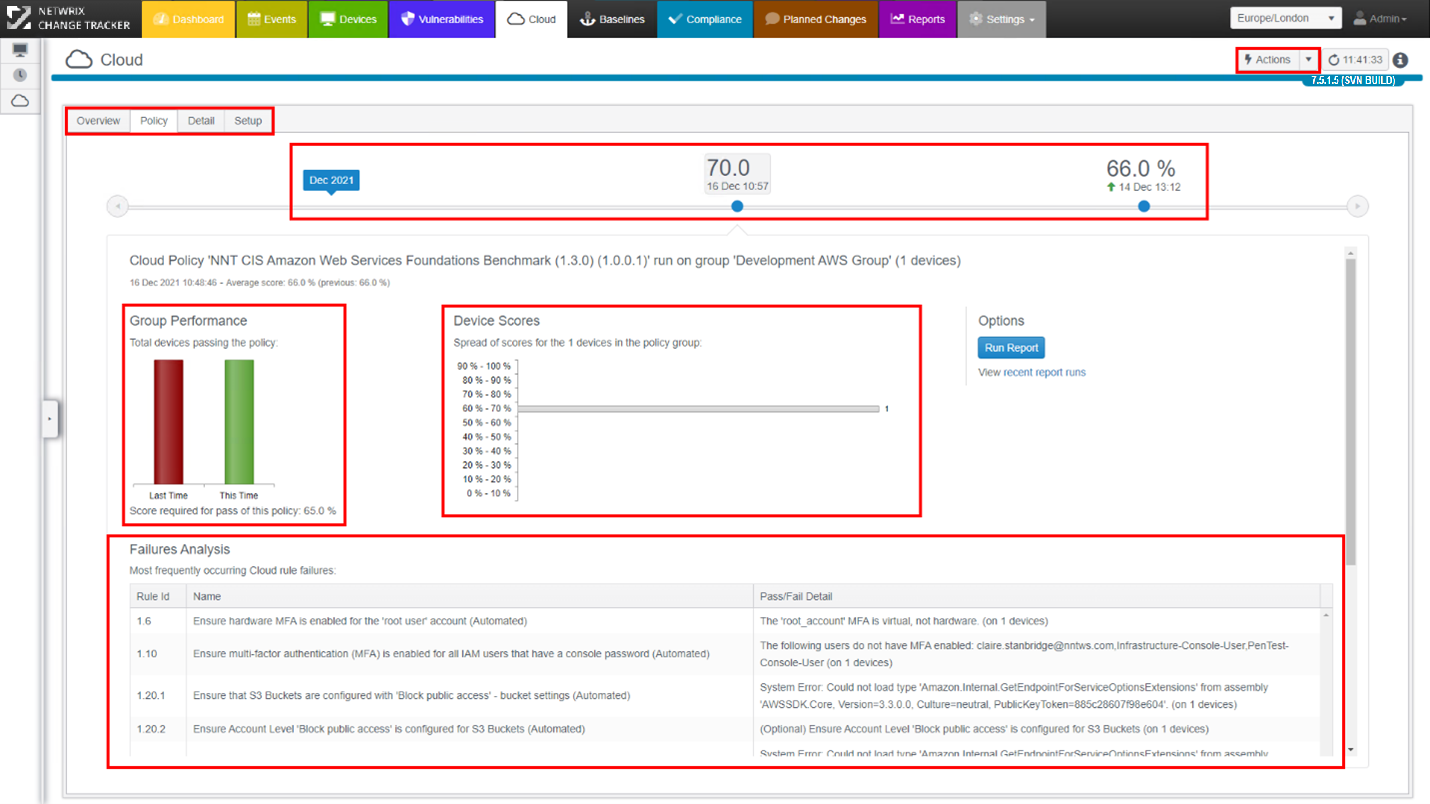 NETWRIX
CHANGE TRACKER
Dashboard
Events
Devices
Vulnerabilities
Cloud
Baselines
Compliance
Planned Changes
Reports
Settings
Europe/London
Admin
Cloud
Actions
11:41:33
7.5.1.5 (SVN BUILD)
Overview
Policy
Detail
Setup
Dec 2021
70.0
16 Dec 10:57
66.0 %
14 Dec 13:12
Cloud Policy 'NNT CIS Amazon Web Services Foundations Benchmark (1.3.0) (1.0.0.1)' run on group 'Development AWS Group' (1 devices)
16 Dec 2021 10:48:46 - Average score: 66.0 % (previous: 66.0 %)
Group Performance
Total devices passing the policy:
Last Time
This Time
Score required for pass of this policy: 65.0 %
Device Scores
Spread of scores for the 1 devices in the policy group:
90 % - 100 %
80 % - 90 %
70 % - 80 %
60 % - 70 %
1
50 % - 60 %
40 % - 50 %
30 % - 40 %
20 % - 30 %
10 % - 20 %
0 % - 10 %
Options
Run Report
View recent report runs
Failures Analysis
Most frequently occurring Cloud rule failures:
Rule Id
Name
Pass/Fail Detail
1.6
Ensure hardware MFA is enabled for the 'root user' account (Automated)
The 'root_account' MFA is virtual, not hardware. (on 1 devices)
1.10
Ensure multi-factor authentication (MFA) is enabled for all IAM users that have a console password (Automated)
The following users do not have MFA enabled: claire.stanbridge@nntws.com,Infrastructure-Console-User,PenTest-
Console-User (on 1 devices)
1.20.1
Ensure that S3 Buckets are configured with 'Block public access' - bucket settings (Automated)
System Error: Could not load type 'Amazon.Internal.GetEndpointForServiceOptionsExtensions' from assembly
'AWSSDK.Core, Version=3.3.0.0, Culture=neutral, PublicKeyToken=885c28607f98e604'. (on 1 devices)
1.20.2
Ensure Account Level 'Block public access' is configured for S3 Buckets (Automated)
(Optional) Ensure Account Level 'Block public access' is configured for S3 Buckets (on 1 devices)
System Error: Could not load type 'Amazon.Internal.GetEndpointForServiceOptionsExtensions' from assembly